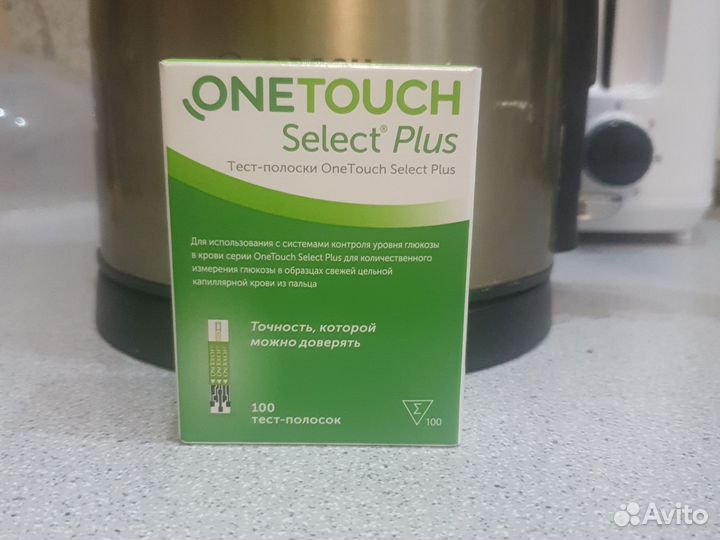 ONETOUCH
Select® Plus
Тест-полоски OneTouch Select Plus
Для использования с системами контроля уровня глюкозы
в крови серии OneTouch Select Plus для количественного
измерения глюкозы в образцах свежей цельной
капиллярной крови из пальца
Точность, которой
можно доверять
100
тест-полосок
Σ
100
Avito